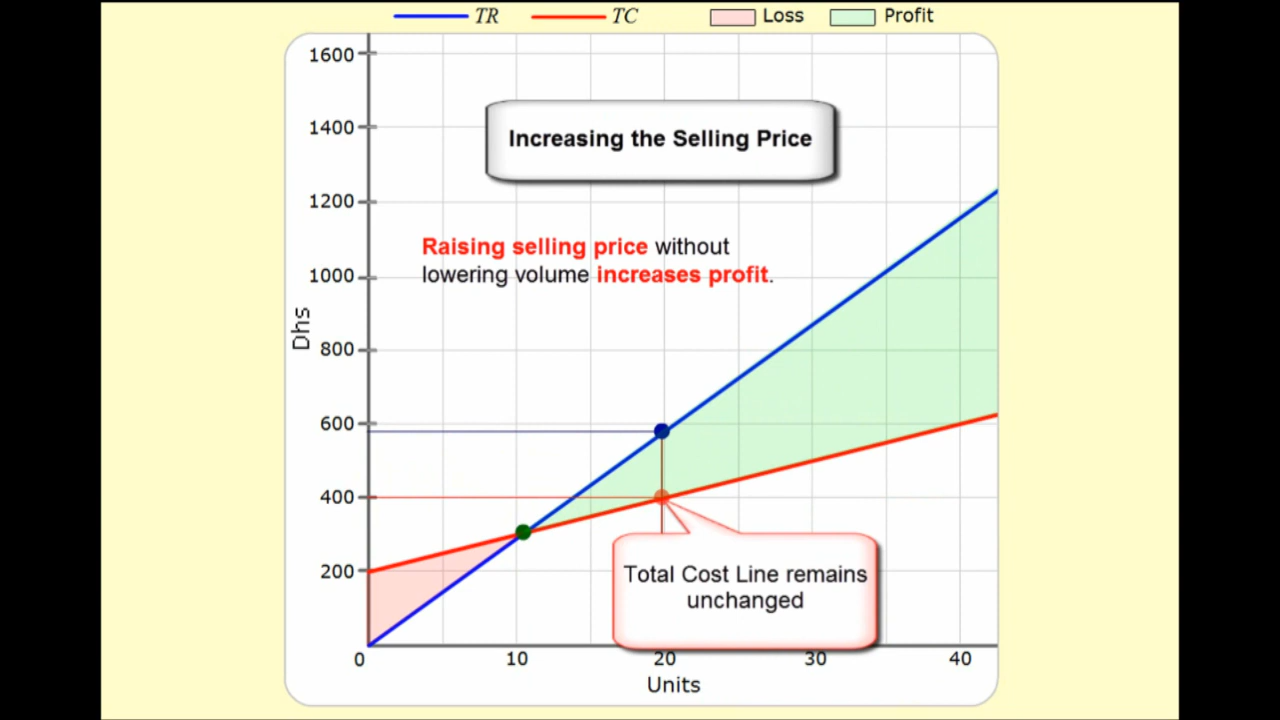 TR TC Loss Profit
1600
1400
Increasing the Selling Price
1200
Raising selling price without
lowering volume increases profit.
1000
Dhs
800
600
400
Total Cost Line remains
unchanged
200
0 10 20 30 40
Units